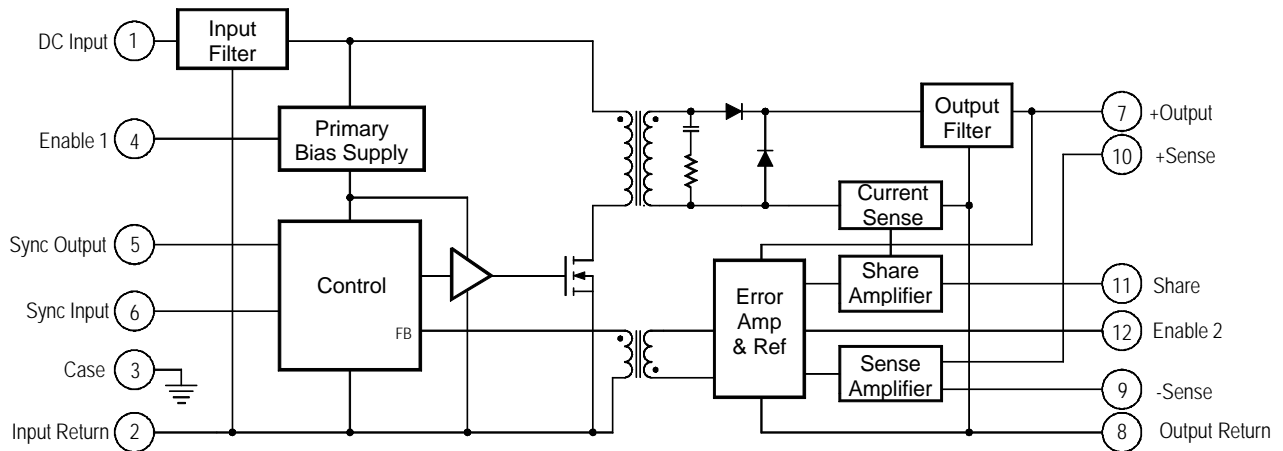 DC Input
1
Input
Filter
Enable 1
4
Primary
Bias Supply
Output
Filter
7
+Output
10
+Sense
Current
Sense
Sync Output
5
Control
FB
Sync Input
6
Error
Amp
& Ref
Share
Amplifier
11
Share
12
Enable 2
Case
3
Sense
Amplifier
9
-Sense
Input Return
2
8
Output Return